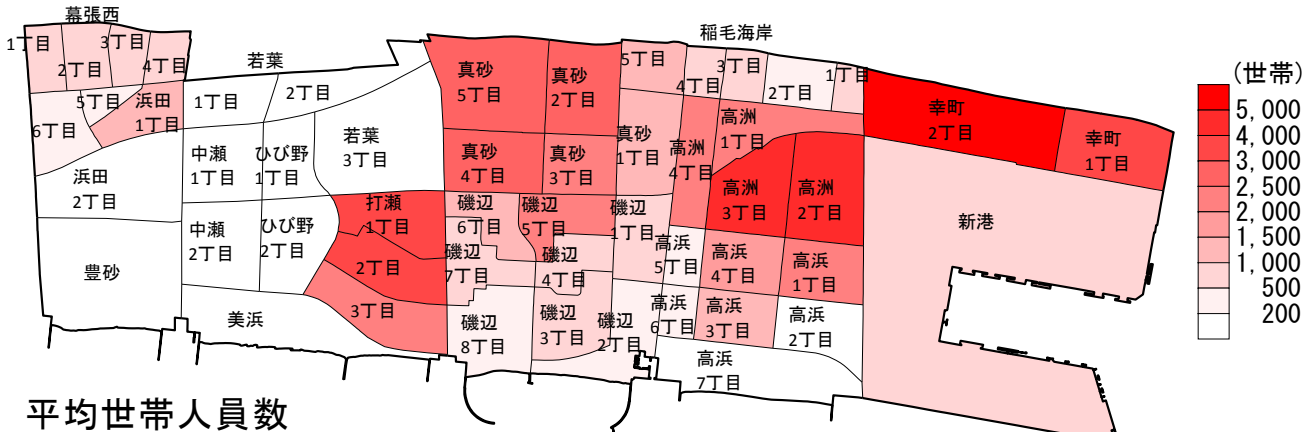 幕張西
1丁目
2丁目
3丁目
4丁目
5丁目
6丁目
浜田
1丁目
浜田
2丁目
豊砂
若葉
1丁目
2丁目
若葉
3丁目
中瀬
1丁目
ひび野
1丁目
中瀬
2丁目
ひび野
2丁目
美浜
打瀬
1丁目
2丁目
3丁目
真砂
5丁目
真砂
2丁目
真砂
4丁目
真砂
3丁目
真砂
1丁目
磯辺
6丁目
磯辺
5丁目
磯辺
1丁目
磯辺
7丁目
磯辺
4丁目
磯辺
8丁目
磯辺
3丁目
磯辺
2丁目
稲毛海岸
5丁目
4丁目
3丁目
2丁目
1丁目
高洲
1丁目
高洲
4丁目
高洲
3丁目
高洲
2丁目
高浜
5丁目
高浜
4丁目
高浜
1丁目
高浜
6丁目
高浜
3丁目
高浜
2丁目
高浜
7丁目
幸町
2丁目
幸町
1丁目
新港
(世帯)
5,000
4,000
3,000
2,500
2,000
1,500
1,000
500
200
平均世帯人員数